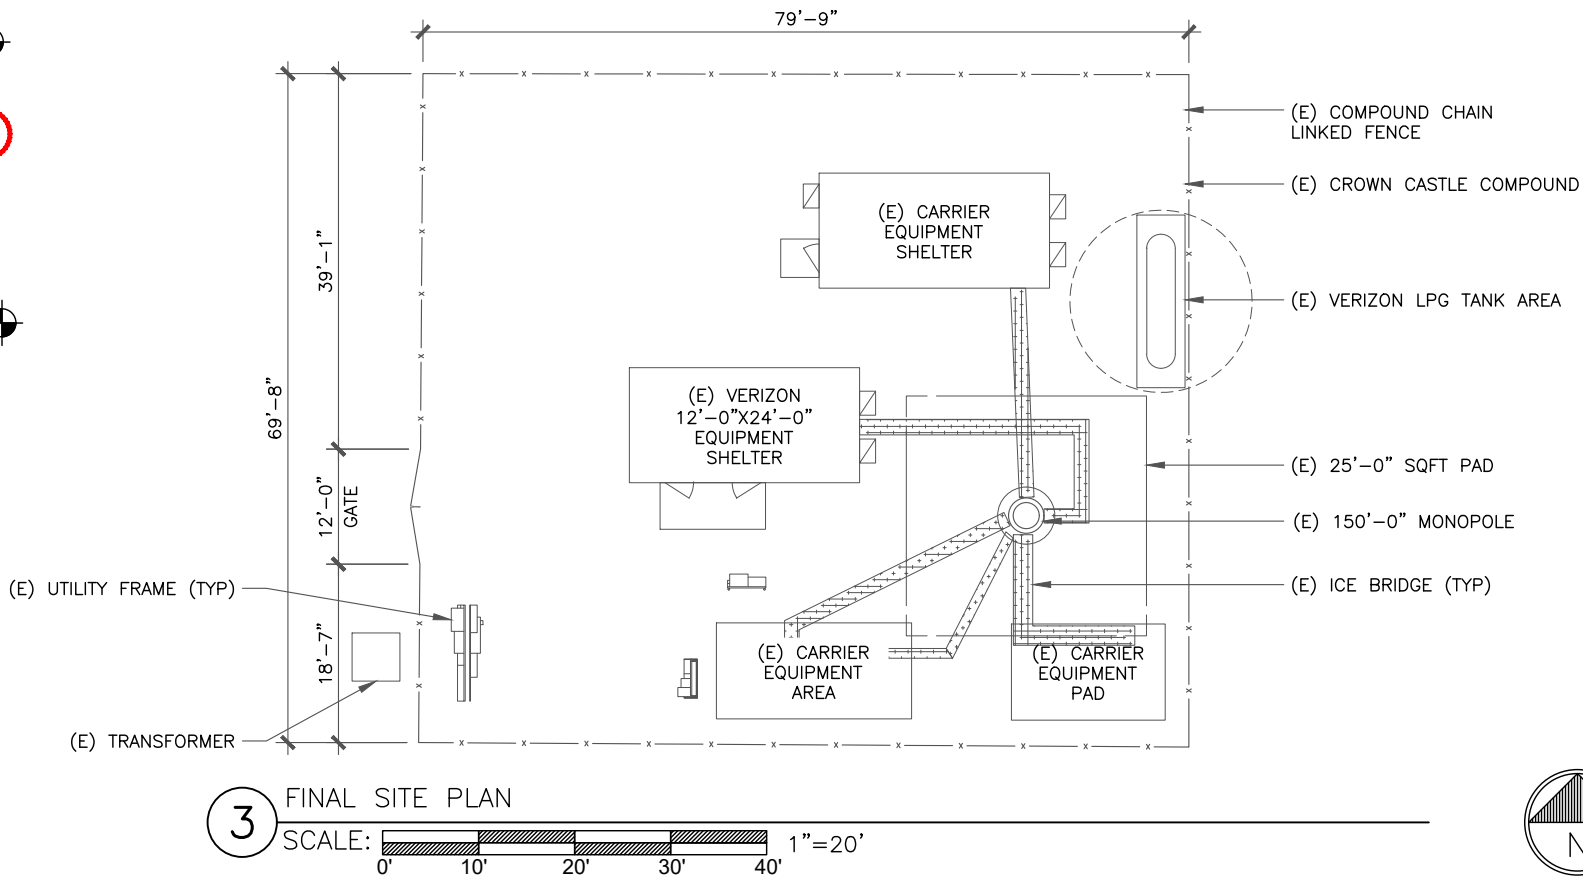 79'-9"
(E) COMPOUND CHAIN
LINKED FENCE
(E) CROWN CASTLE COMPOUND
(E) CARRIER
EQUIPMENT
SHELTER
39'-1"
(E) VERIZON LPG TANK AREA
69'-8"
(E) VERIZON
12'-0"X24'-0"
EQUIPMENT
SHELTER
(E) 25'-0" SQFT PAD
12'-0"
GATE
(E) 150'-0" MONOPOLE
(E) UTILITY FRAME (TYP)
(E) ICE BRIDGE (TYP)
18'-7"
(E) CARRIER
EQUIPMENT
AREA
(E) CARRIER
EQUIPMENT
PAD
(E) TRANSFORMER
3
FINAL SITE PLAN
SCALE:
1"=20'
0' 10' 20' 30' 40'
N